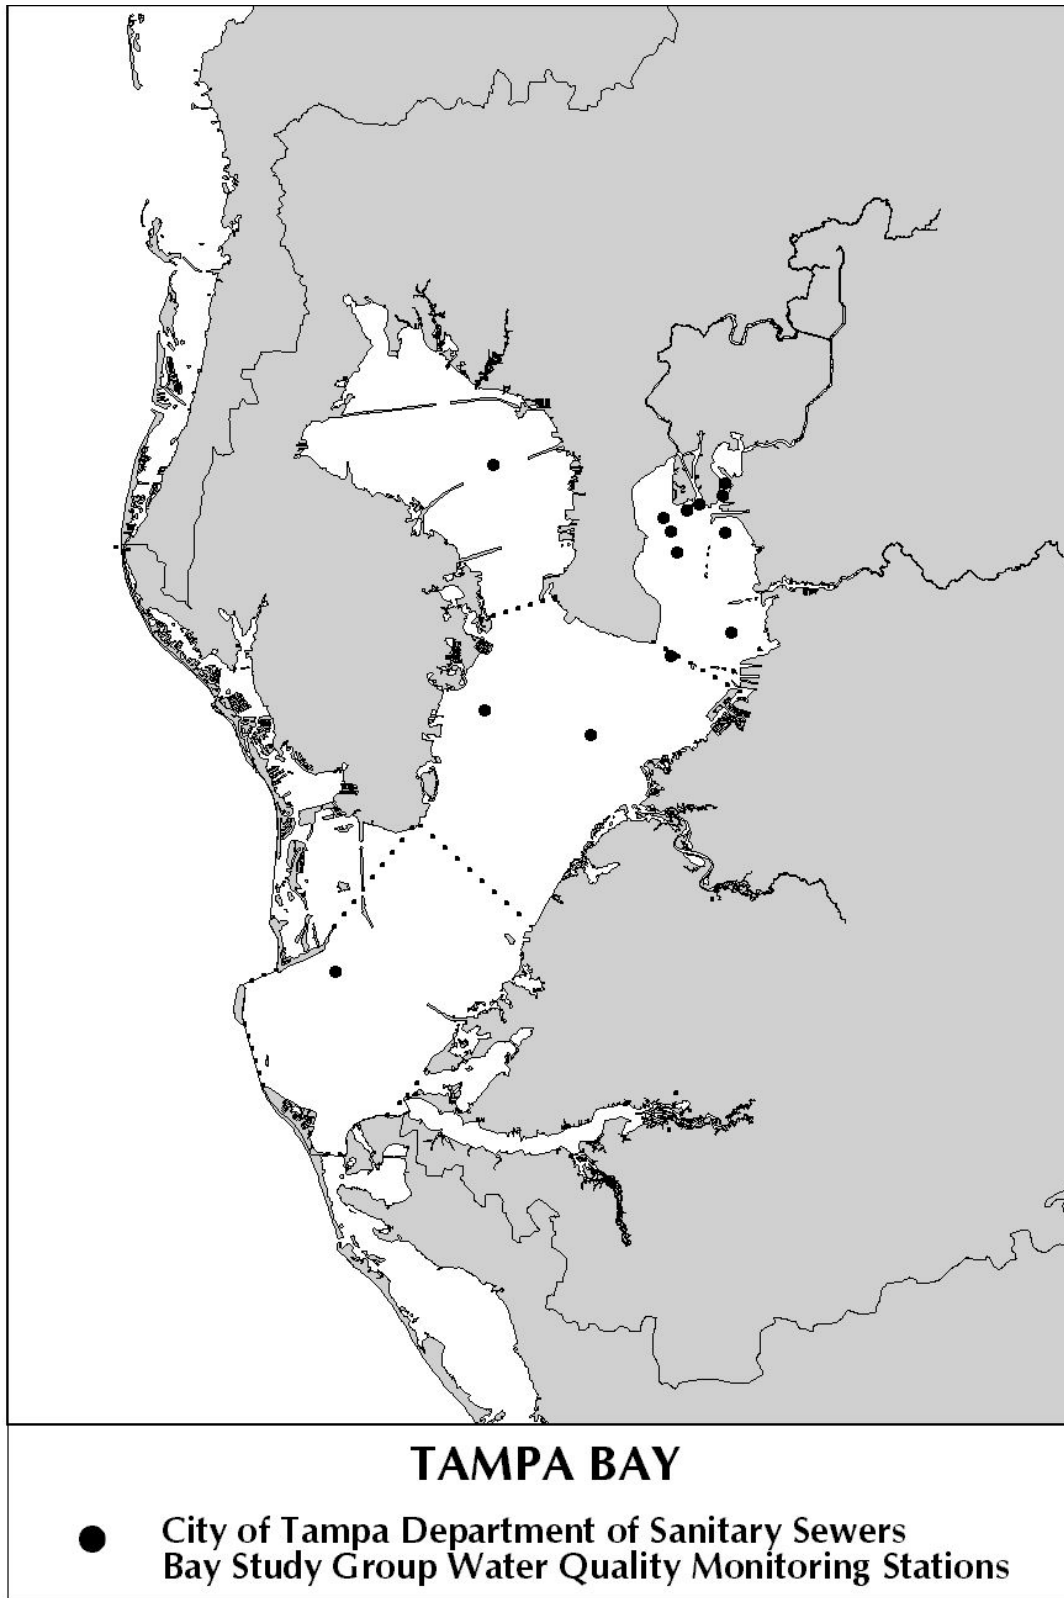 TAMPA BAY
City of Tampa Department of Sanitary Sewers
Bay Study Group Water Quality Monitoring Stations